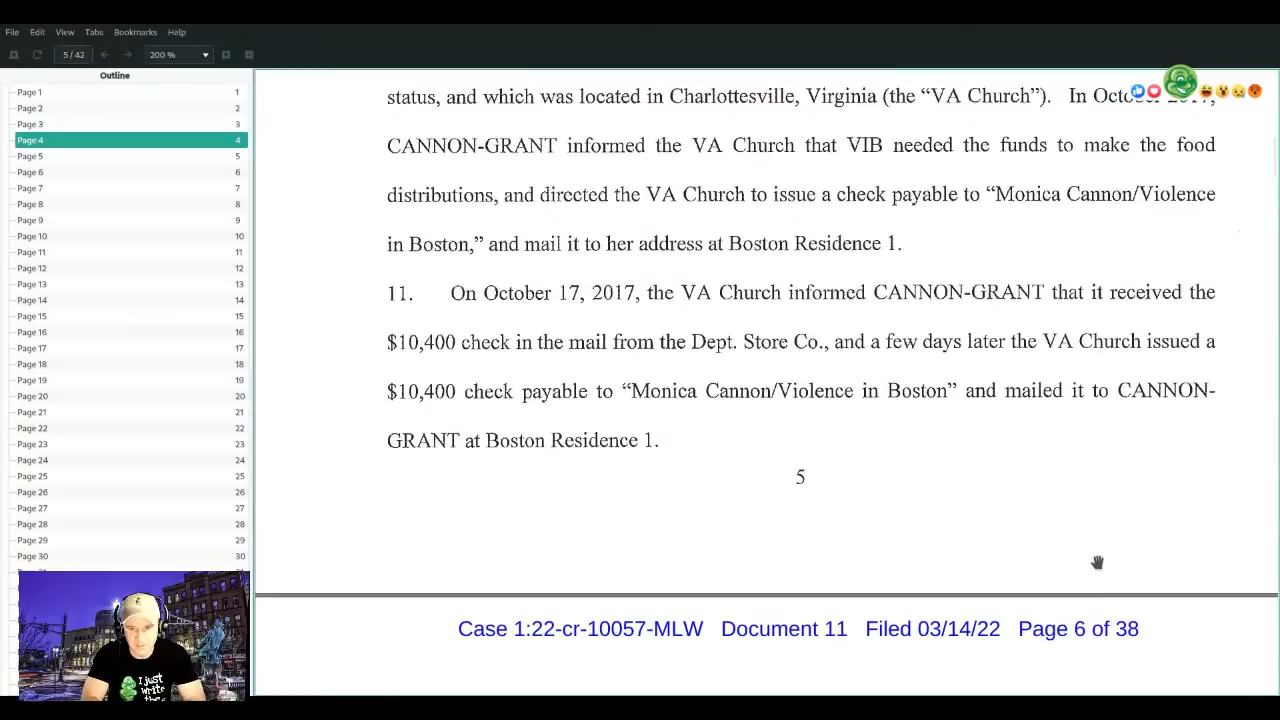 File Edit View Tabs Bookmarks Help
5 / 42 200 %
Outline
Page 1 1
Page 2 2
Page 3 3
Page 4 4
Page 5 5
Page 6 6
Page 7 7
Page 8 8
Page 9 9
Page 10 10
Page 11 11
Page 12 12
Page 13 13
Page 14 14
Page 15 15
Page 16 16
Page 17 17
Page 18 18
Page 19 19
Page 20 20
Page 21 21
Page 22 22
Page 23 23
Page 24 24
Page 25 25
Page 26 26
Page 27 27
Page 28 28
Page 29 29
Page 30 30
status, and which was located in Charlottesville, Virginia (the “VA Church”). In October 2017,
CANNON-GRANT informed the VA Church that VIB needed the funds to make the food
distributions, and directed the VA Church to issue a check payable to “Monica Cannon/Violence
in Boston,” and mail it to her address at Boston Residence 1.
11. On October 17, 2017, the VA Church informed CANNON-GRANT that it received the
$10,400 check in the mail from the Dept. Store Co., and a few days later the VA Church issued a
$10,400 check payable to “Monica Cannon/Violence in Boston” and mailed it to CANNON-
GRANT at Boston Residence 1.
5
Case 1:22-cr-10057-MLW Document 11 Filed 03/14/22 Page 6 of 38
I just
write
the